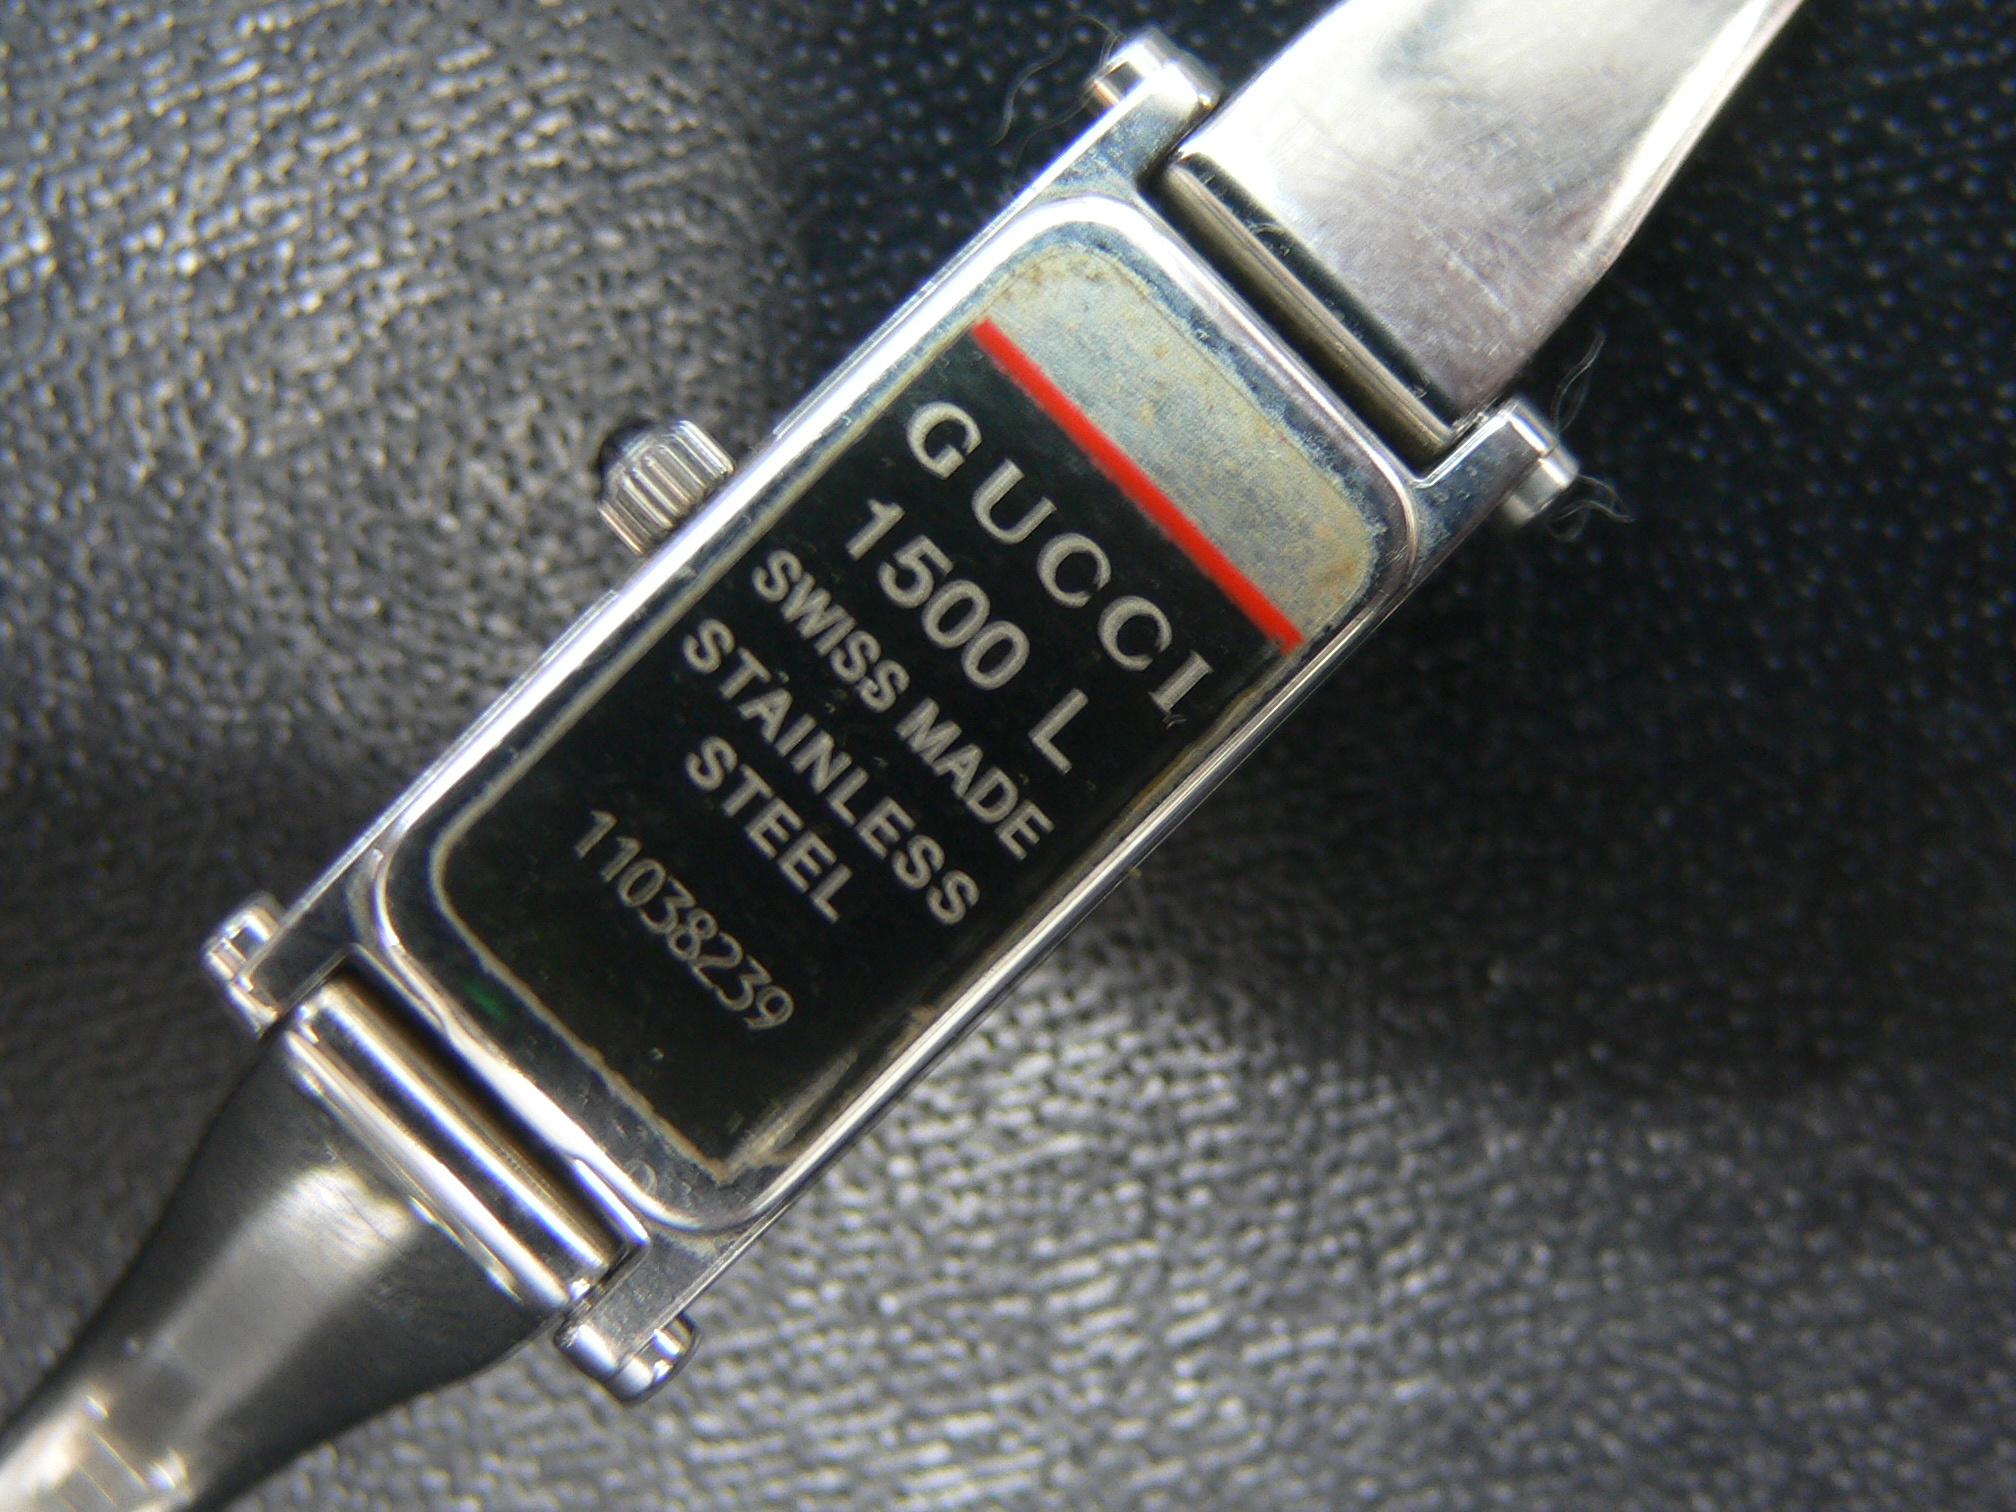 GUCCI
1500 L
SWISS MADE
STAINLESS
STEEL
11038239